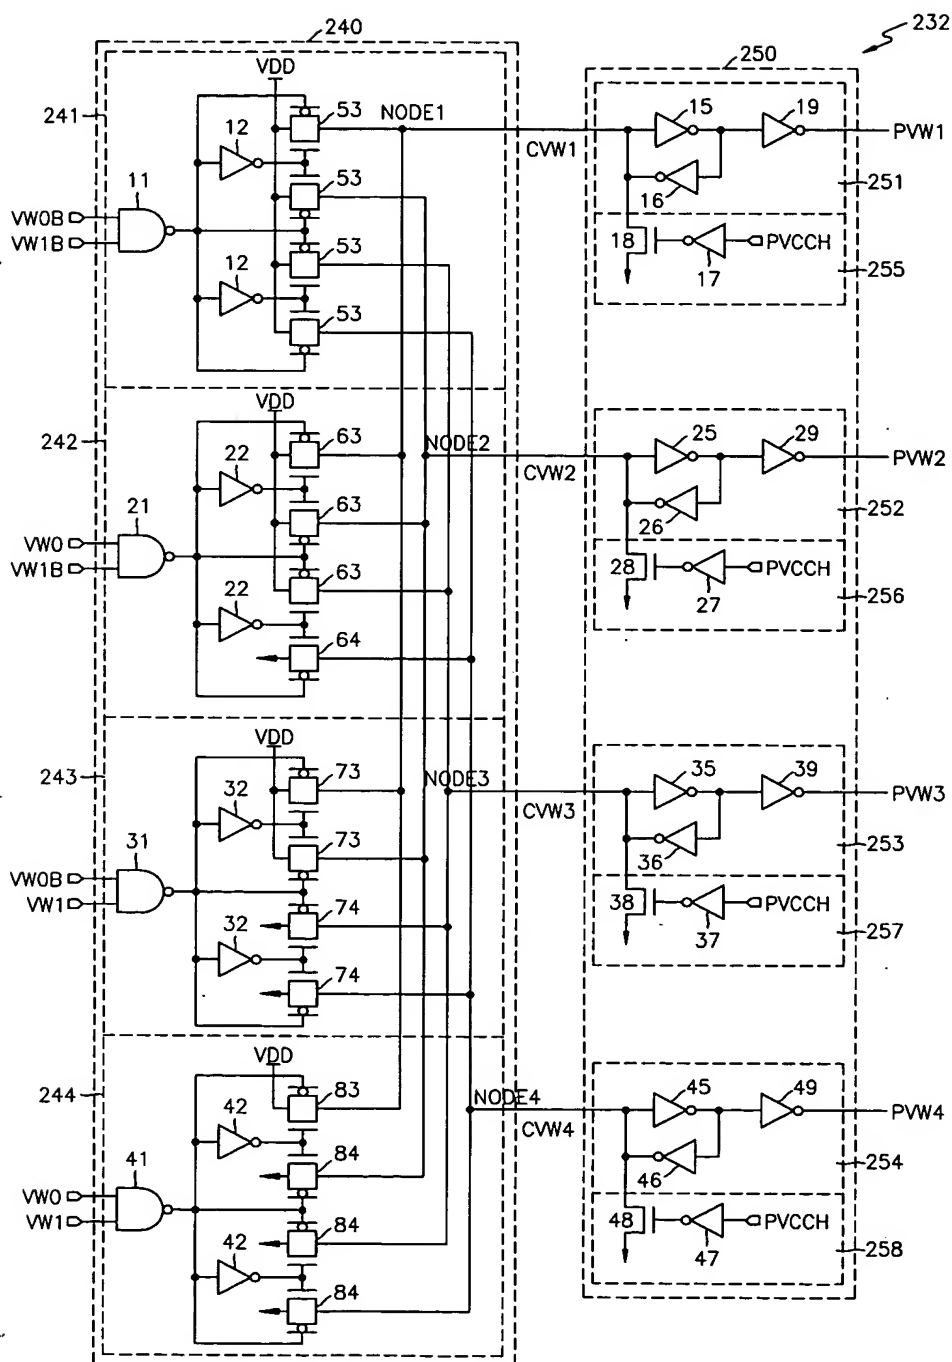 232
240
250
241
VDD
53
NODE1
CVW1
15
19
PVW1
12
11
VW0B
VW1B
53
16
251
53
18
17
PVCCH
255
12
53
242
VDD
63
NODE2
CVW2
25
29
PVW2
22
21
VW0
VW1B
63
26
252
63
28
27
PVCCH
256
22
64
243
VDD
73
NODE3
CVW3
35
39
PVW3
32
31
VW0B
VW1
73
36
253
74
38
37
PVCCH
257
32
74
244
VDD
83
NODE4
CVW4
45
49
PVW4
42
41
VW0
VW1
84
46
254
84
48
47
PVCCH
258
42
84